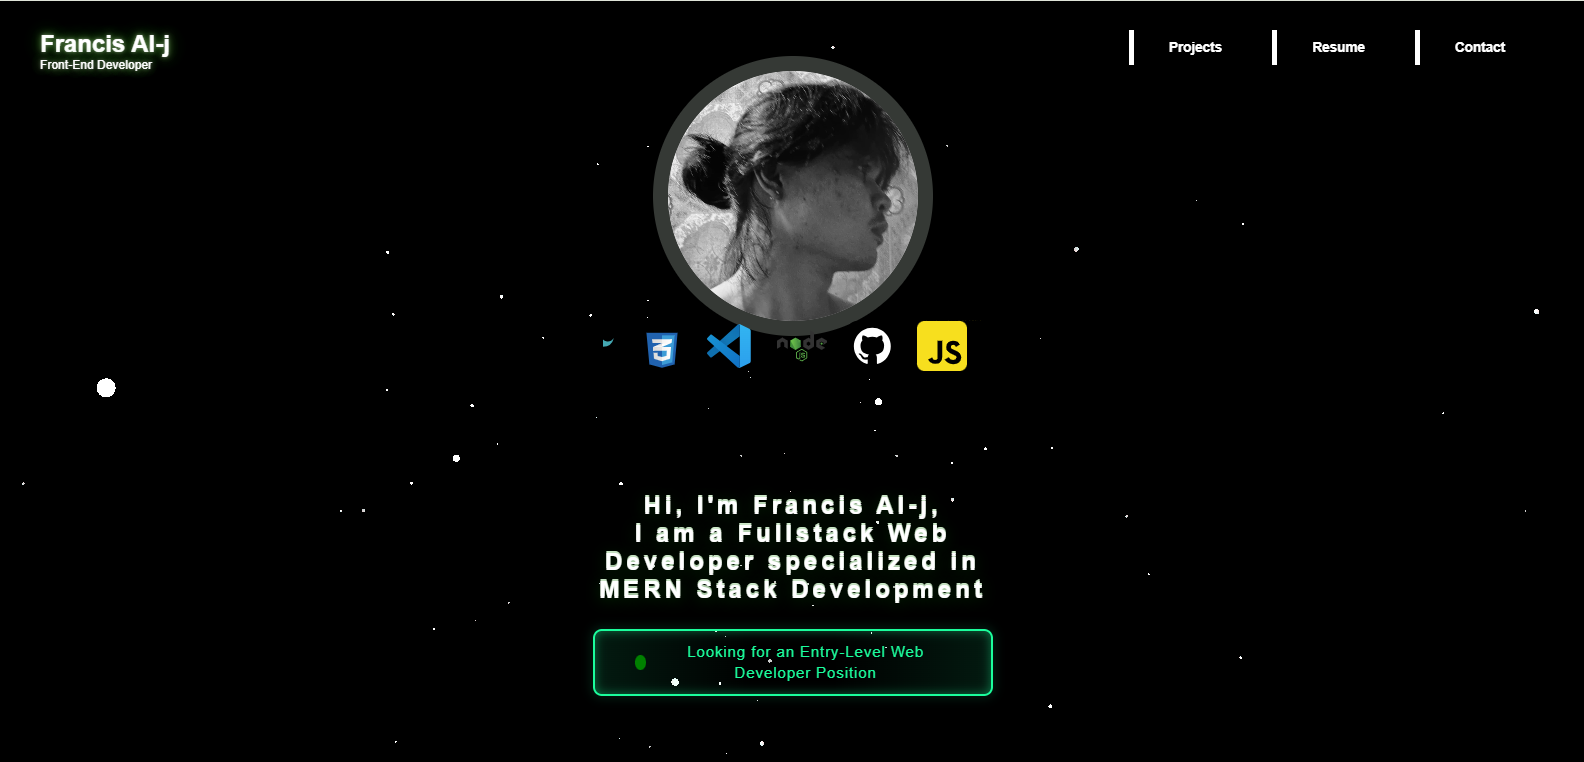 Francis Al-j
Front-End Developer
Projects
Resume
Contact
3
node
JS
JS
Hi, I'm Francis Al-j,
I am a Fullstack Web
Developer specialized in
MERN Stack Development
Looking for an Entry-Level Web
Developer Position